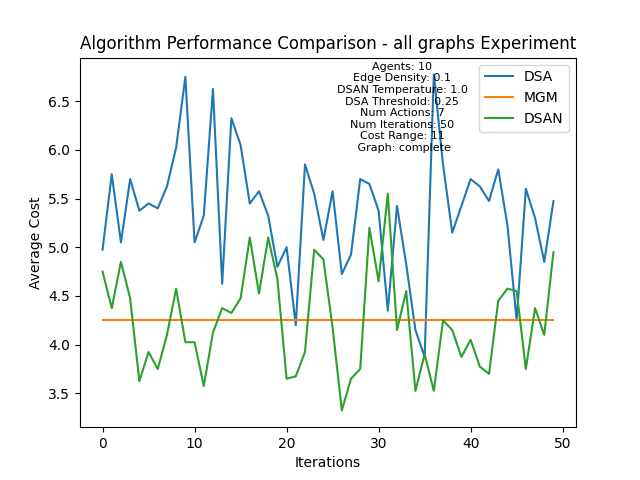 Algorithm Performance Comparison - all graphs Experiment
Agents: 10
Edge Density: 0.1
DSAN Temperature: 1.0
DSA Threshold: 0.25
Num Actions: 7
Num Iterations: 50
Cost Range: 11
Graph: complete
DSA
MGM
DSAN
Average Cost
6.5
6.0
5.5
5.0
4.5
4.0
3.5
0 10 20 30 40 50
Iterations